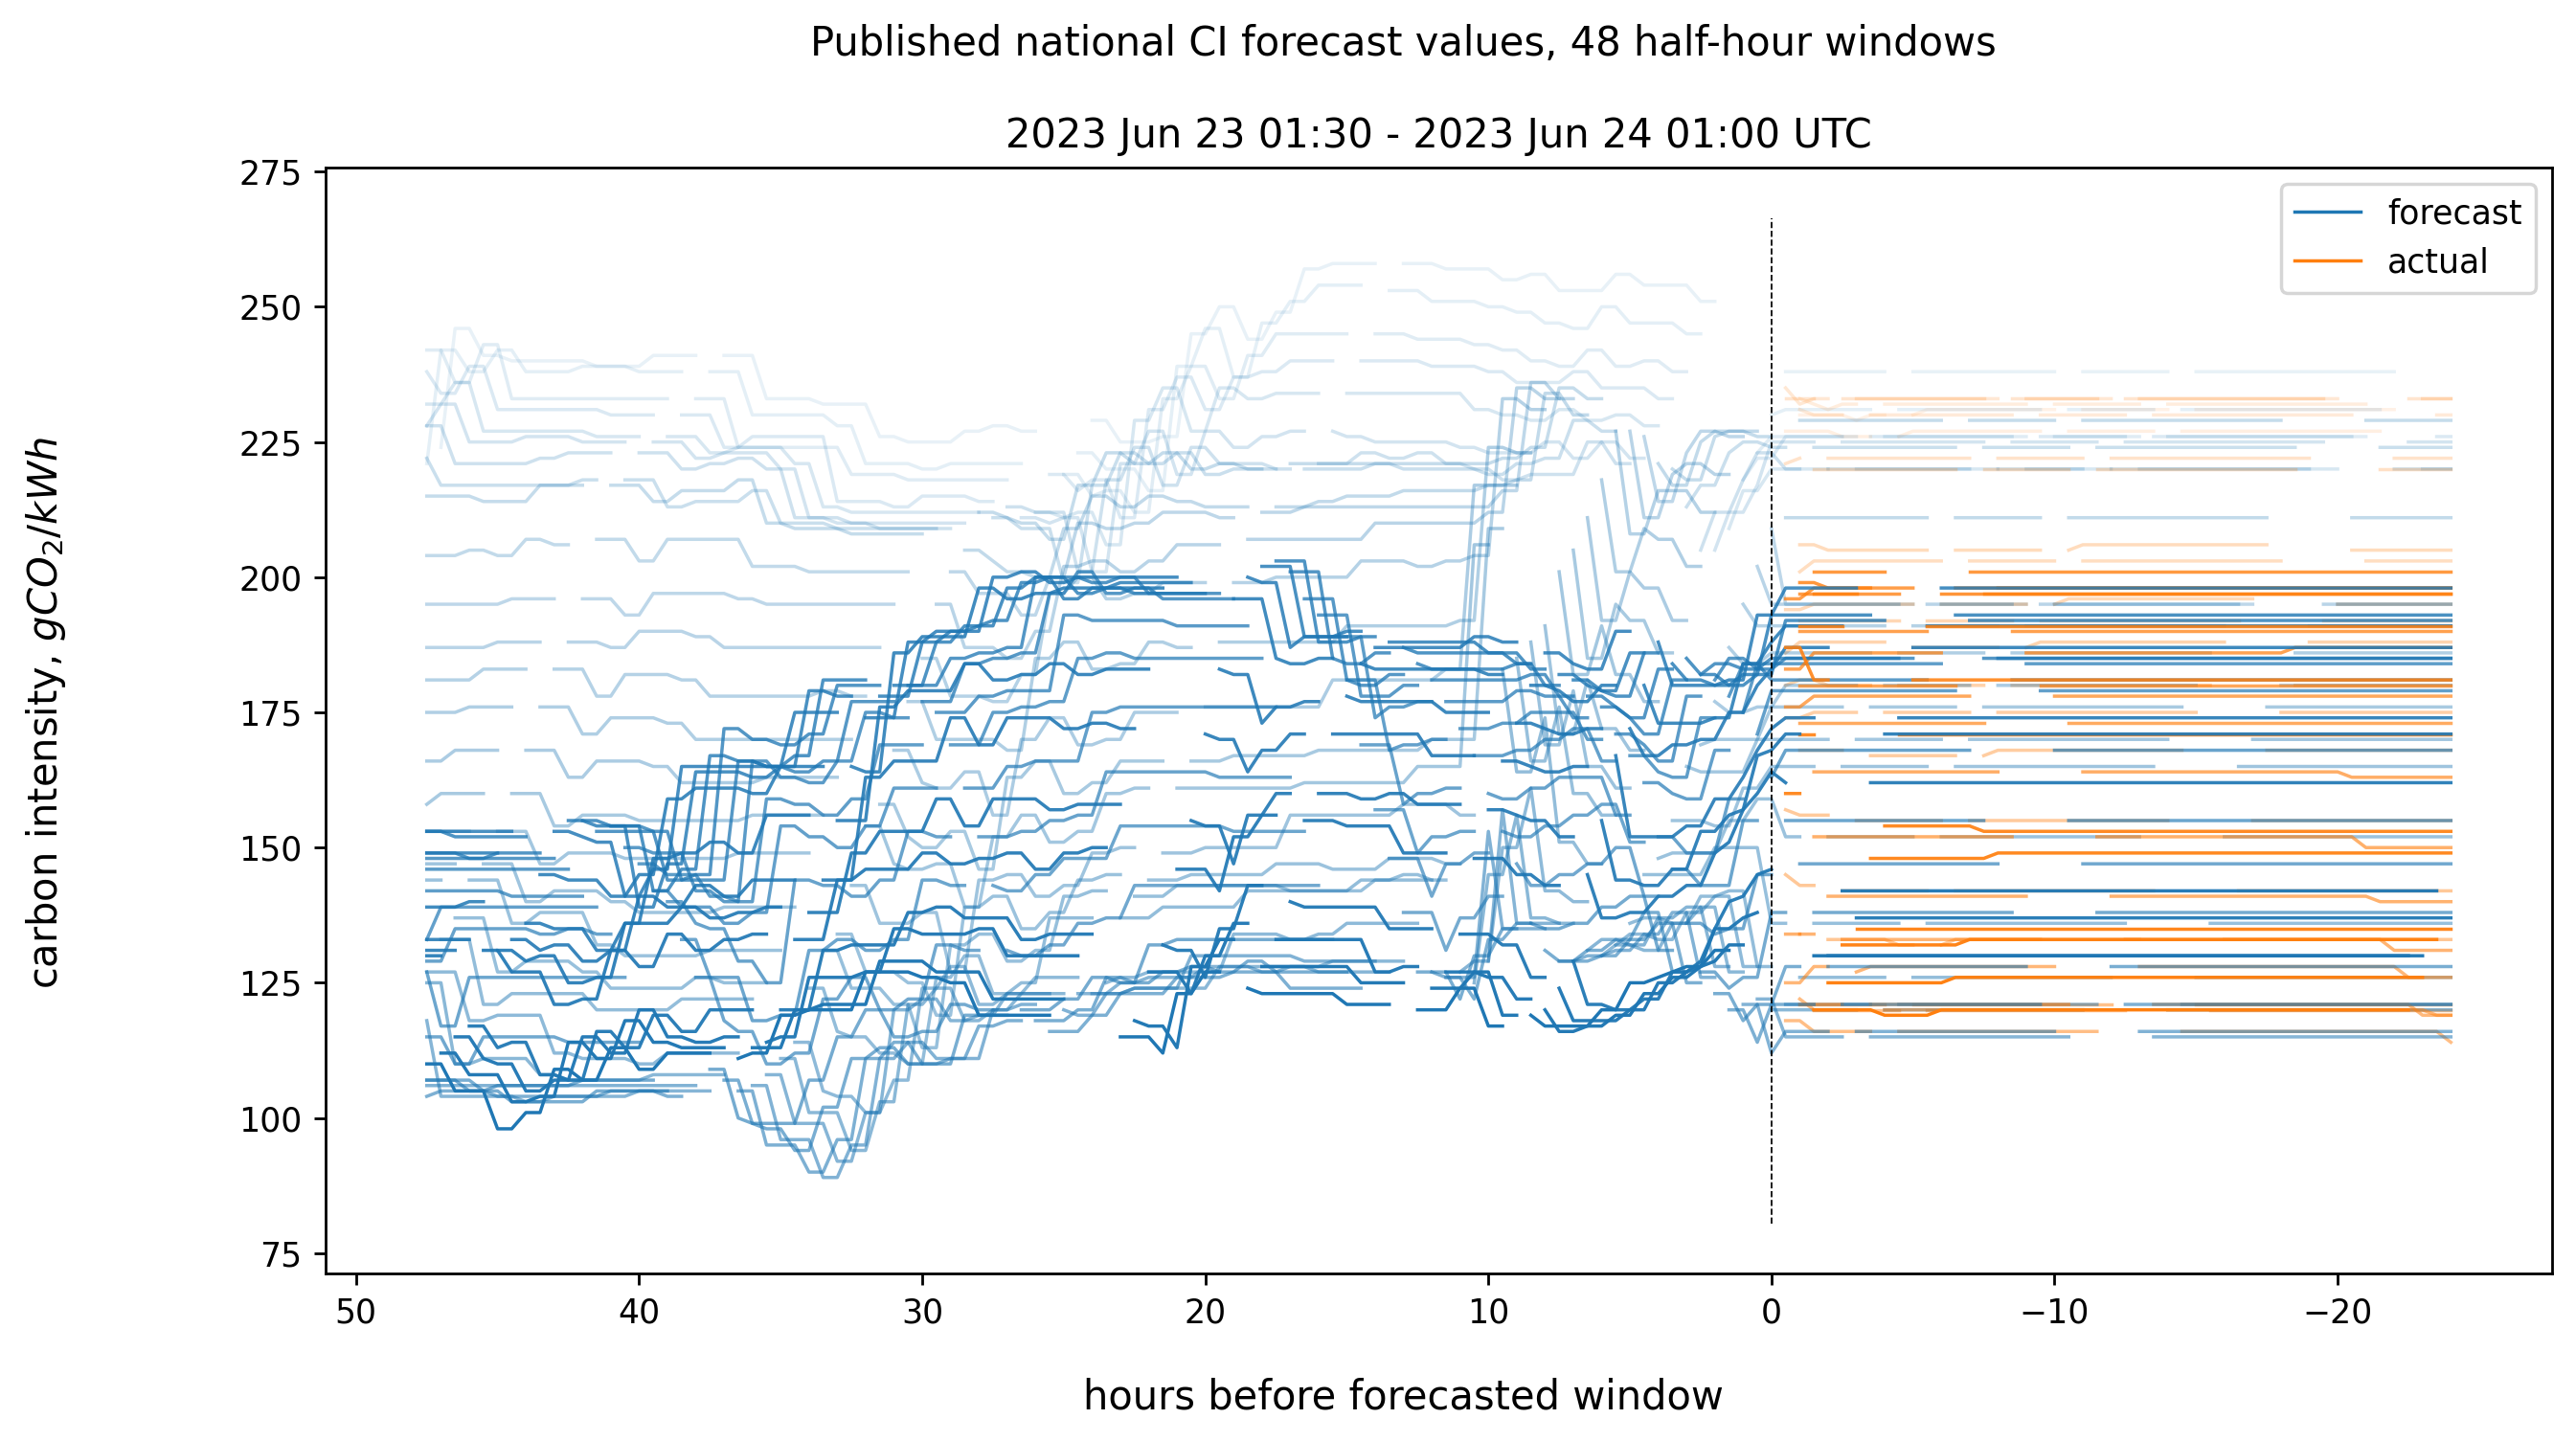 Published national CI forecast values, 48 half-hour windows
2023 Jun 23 01:30 - 2023 Jun 24 01:00 UTC
275
250
225
200
175
150
125
100
75
carbon intensity, gCO₂/kWh
forecast
actual
50 40 30 20 10 0 −10 −20
hours before forecasted window